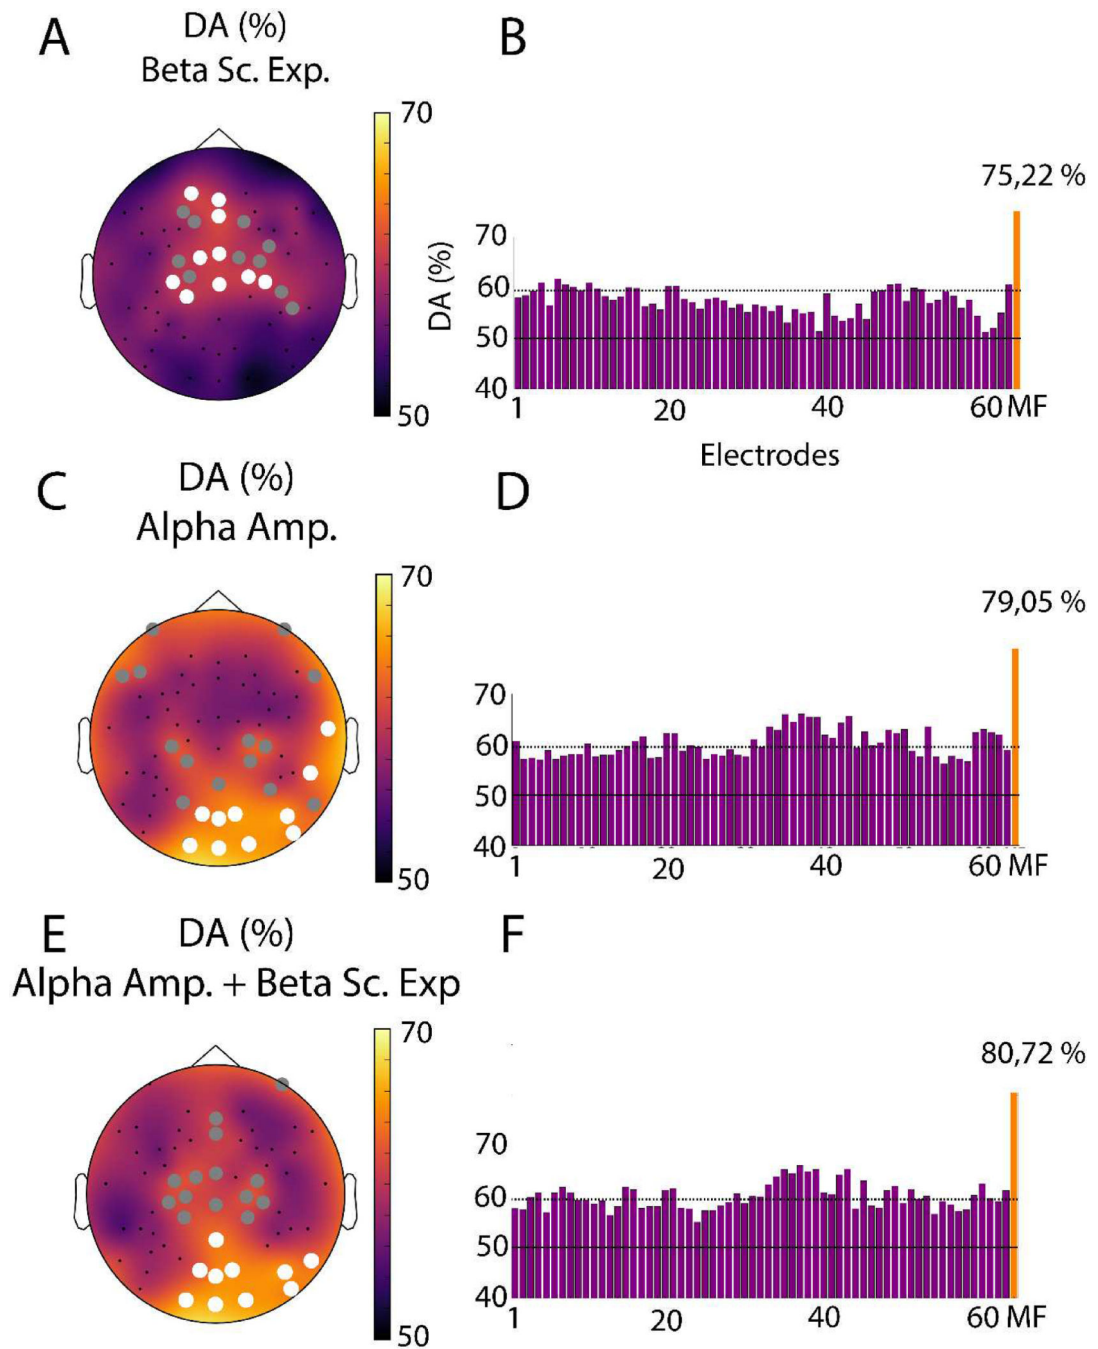 A
DA (%)
Beta Sc. Exp.
70
50
B
75,22 %
DA (%)
70
60
50
40
1
20
40
60 MF
Electrodes
C
DA (%)
Alpha Amp.
70
50
D
79,05 %
70
60
50
40
1
20
40
60 MF
E
DA (%)
Alpha Amp. + Beta Sc. Exp
70
50
F
80,72 %
70
60
50
40
1
20
40
60 MF